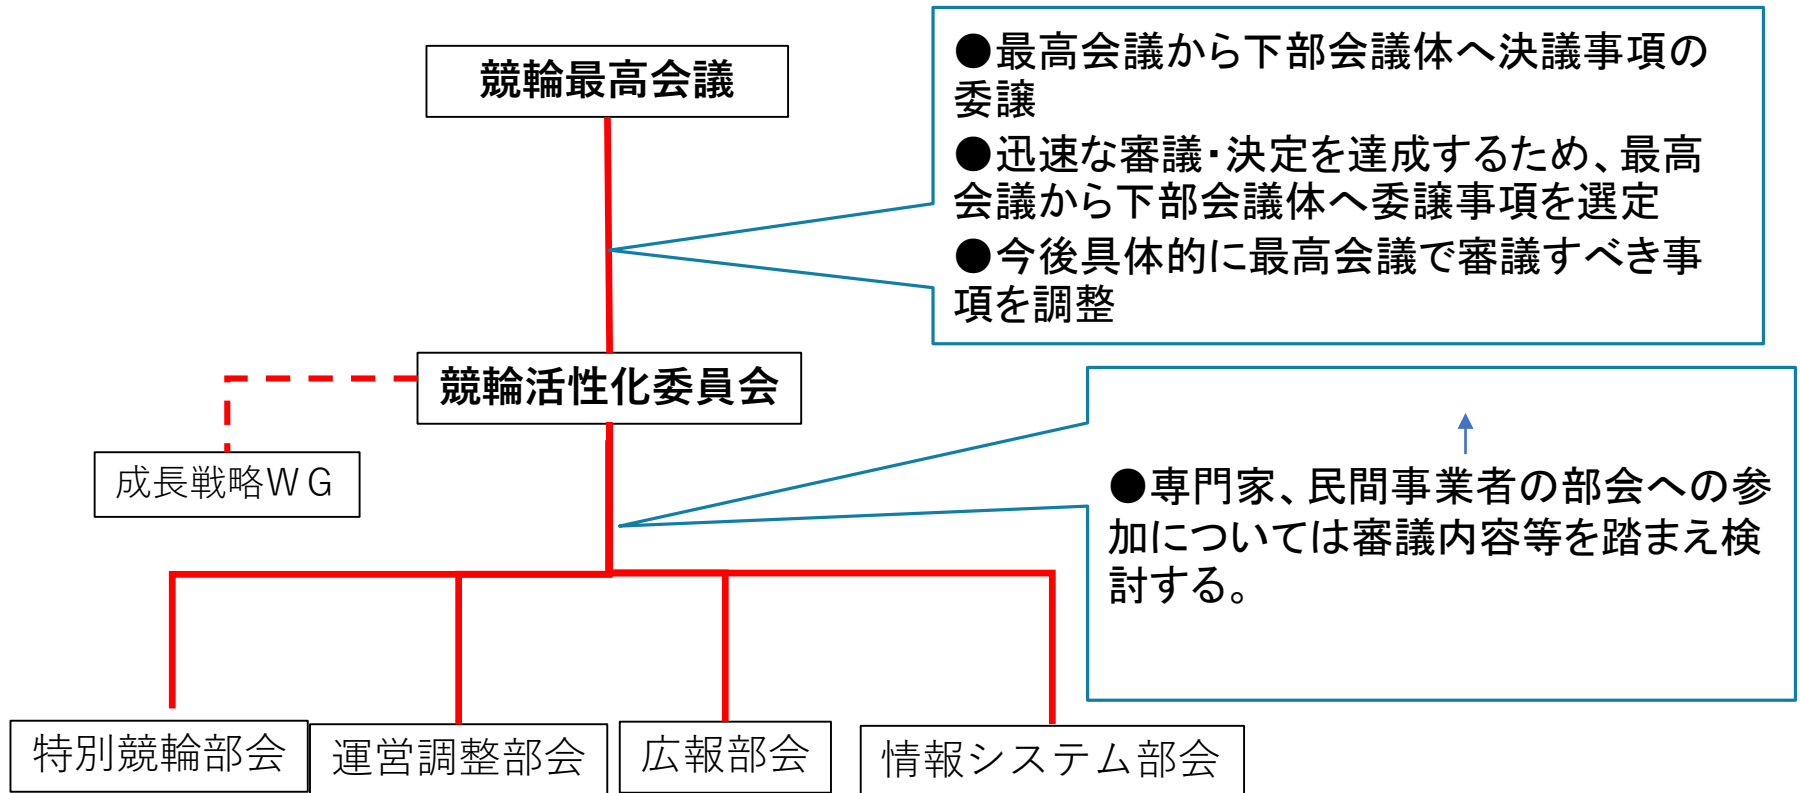 競輪最高会議
●最高会議から下部会議体へ決議事項の
委譲
●迅速な審議・決定を達成するため、最高
会議から下部会議体へ委譲事項を選定
●今後具体的に最高会議で審議すべき事
項を調整
競輪活性化委員会
成長戦略ＷＧ
●専門家、民間事業者の部会への参
加については審議内容等を踏まえ検
討する。
特別競輪部会
運営調整部会
広報部会
情報システム部会